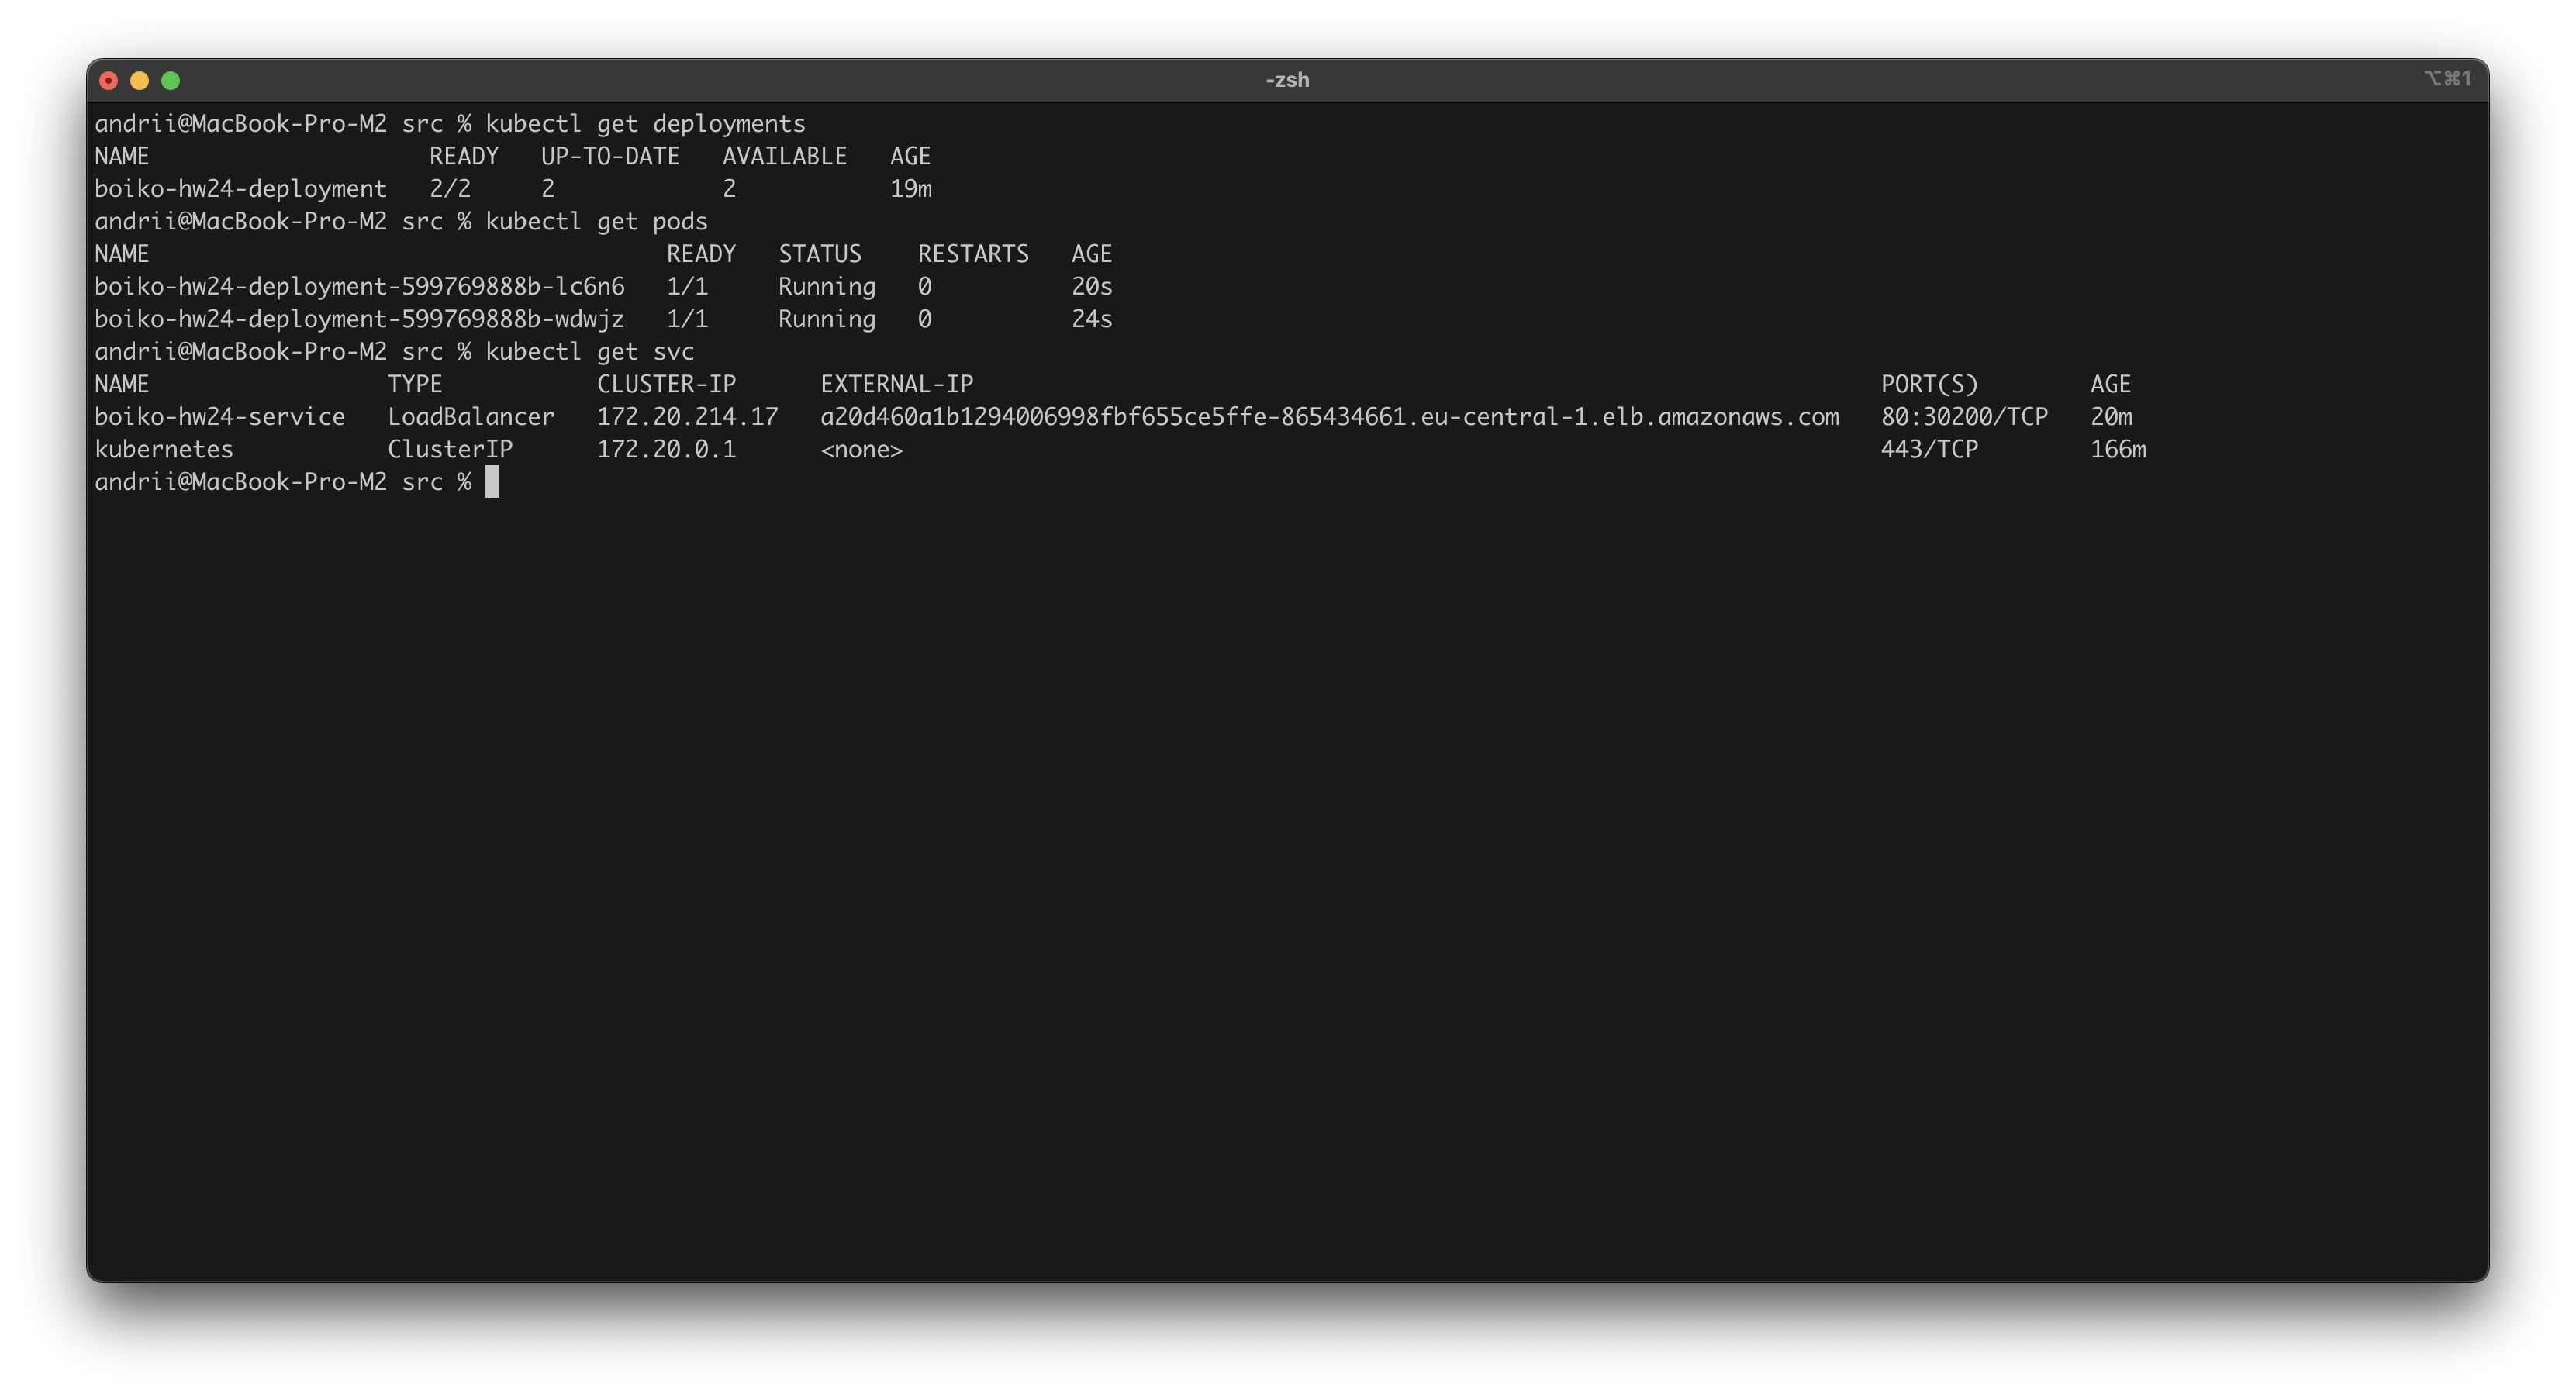 -zsh
⌥⌘1
andrii@MacBook-Pro-M2 src % kubectl get deployments
NAME                    READY   UP-TO-DATE   AVAILABLE   AGE
boiko-hw24-deployment   2/2     2            2           19m
andrii@MacBook-Pro-M2 src % kubectl get pods
NAME                                     READY   STATUS    RESTARTS   AGE
boiko-hw24-deployment-599769888b-lc6n6   1/1     Running   0          20s
boiko-hw24-deployment-599769888b-wdwjz   1/1     Running   0          24s
andrii@MacBook-Pro-M2 src % kubectl get svc
NAME                 TYPE           CLUSTER-IP      EXTERNAL-IP                                                                 PORT(S)        AGE
boiko-hw24-service   LoadBalancer   172.20.214.17   a20d460a1b1294006998fbf655ce5ffe-865434661.eu-central-1.elb.amazonaws.com   80:30200/TCP   20m
kubernetes           ClusterIP      172.20.0.1      <none>                                                                      443/TCP        166m
andrii@MacBook-Pro-M2 src %